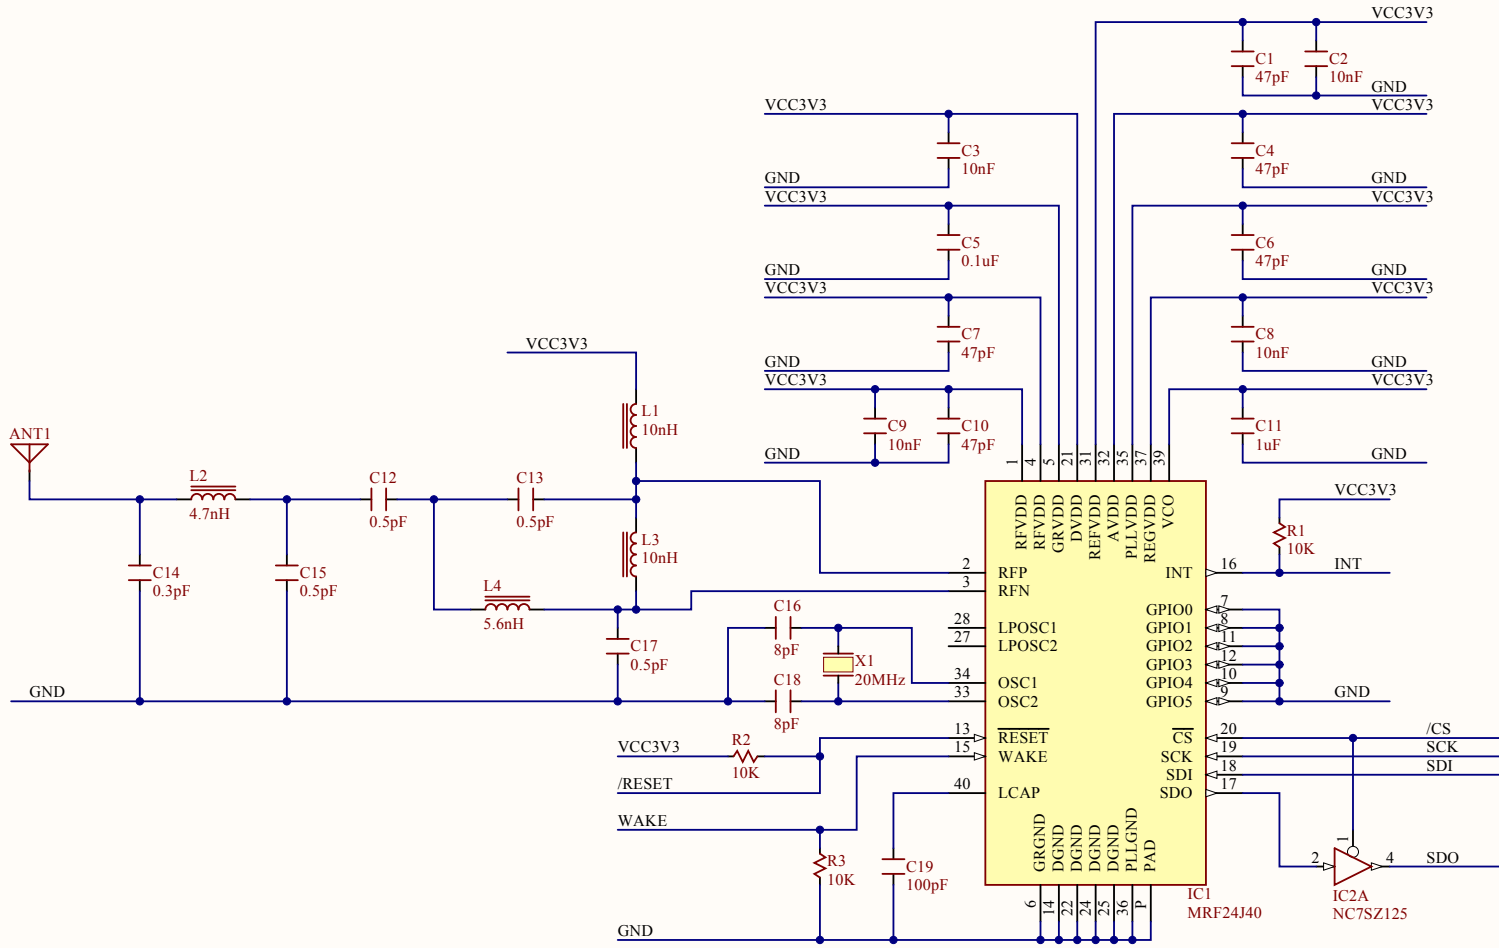 VCC3V3
C1
47pF
C2
10nF
GND
VCC3V3
C3
10nF
GND
VCC3V3
C4
47pF
GND
VCC3V3
C5
0.1uF
GND
VCC3V3
C6
47pF
GND
VCC3V3
C7
47pF
GND
VCC3V3
C8
10nF
GND
VCC3V3
C9
10nF
C10
47pF
GND
VCC3V3
C11
1uF
GND
VCC3V3
L1
10nH
ANT1
L2
4.7nH
C12
0.5pF
C13
0.5pF
L3
10nH
C14
0.3pF
C15
0.5pF
L4
5.6nH
C17
0.5pF
GND
C16
8pF
X1
20MHz
C18
8pF
VCC3V3
R2
10K
/RESET
WAKE
R3
10K
C19
100pF
GND
1
4
5
21
31
32
35
37
39
RFVDD
RFVDD
GRVDD
DVDD
REFVDD
AVDD
PLLVDD
REGVDD
VCO
2
RFP
3
RFN
28
LPOSC1
27
LPOSC2
34
OSC1
33
OSC2
13
RESET
15
WAKE
40
LCAP
INT
16
GPIO0
7
GPIO1
8
GPIO2
11
GPIO3
12
GPIO4
10
GPIO5
9
CS
20
SCK
19
SDI
18
SDO
17
GRGND
DGND
DGND
DGND
DGND
PLLGND
PAD
6
14
22
24
25
36
P
IC1
MRF24J40
VCC3V3
R1
10K
INT
GND
/CS
SCK
SDI
1
2
4
SDO
IC2A
NC7SZ125